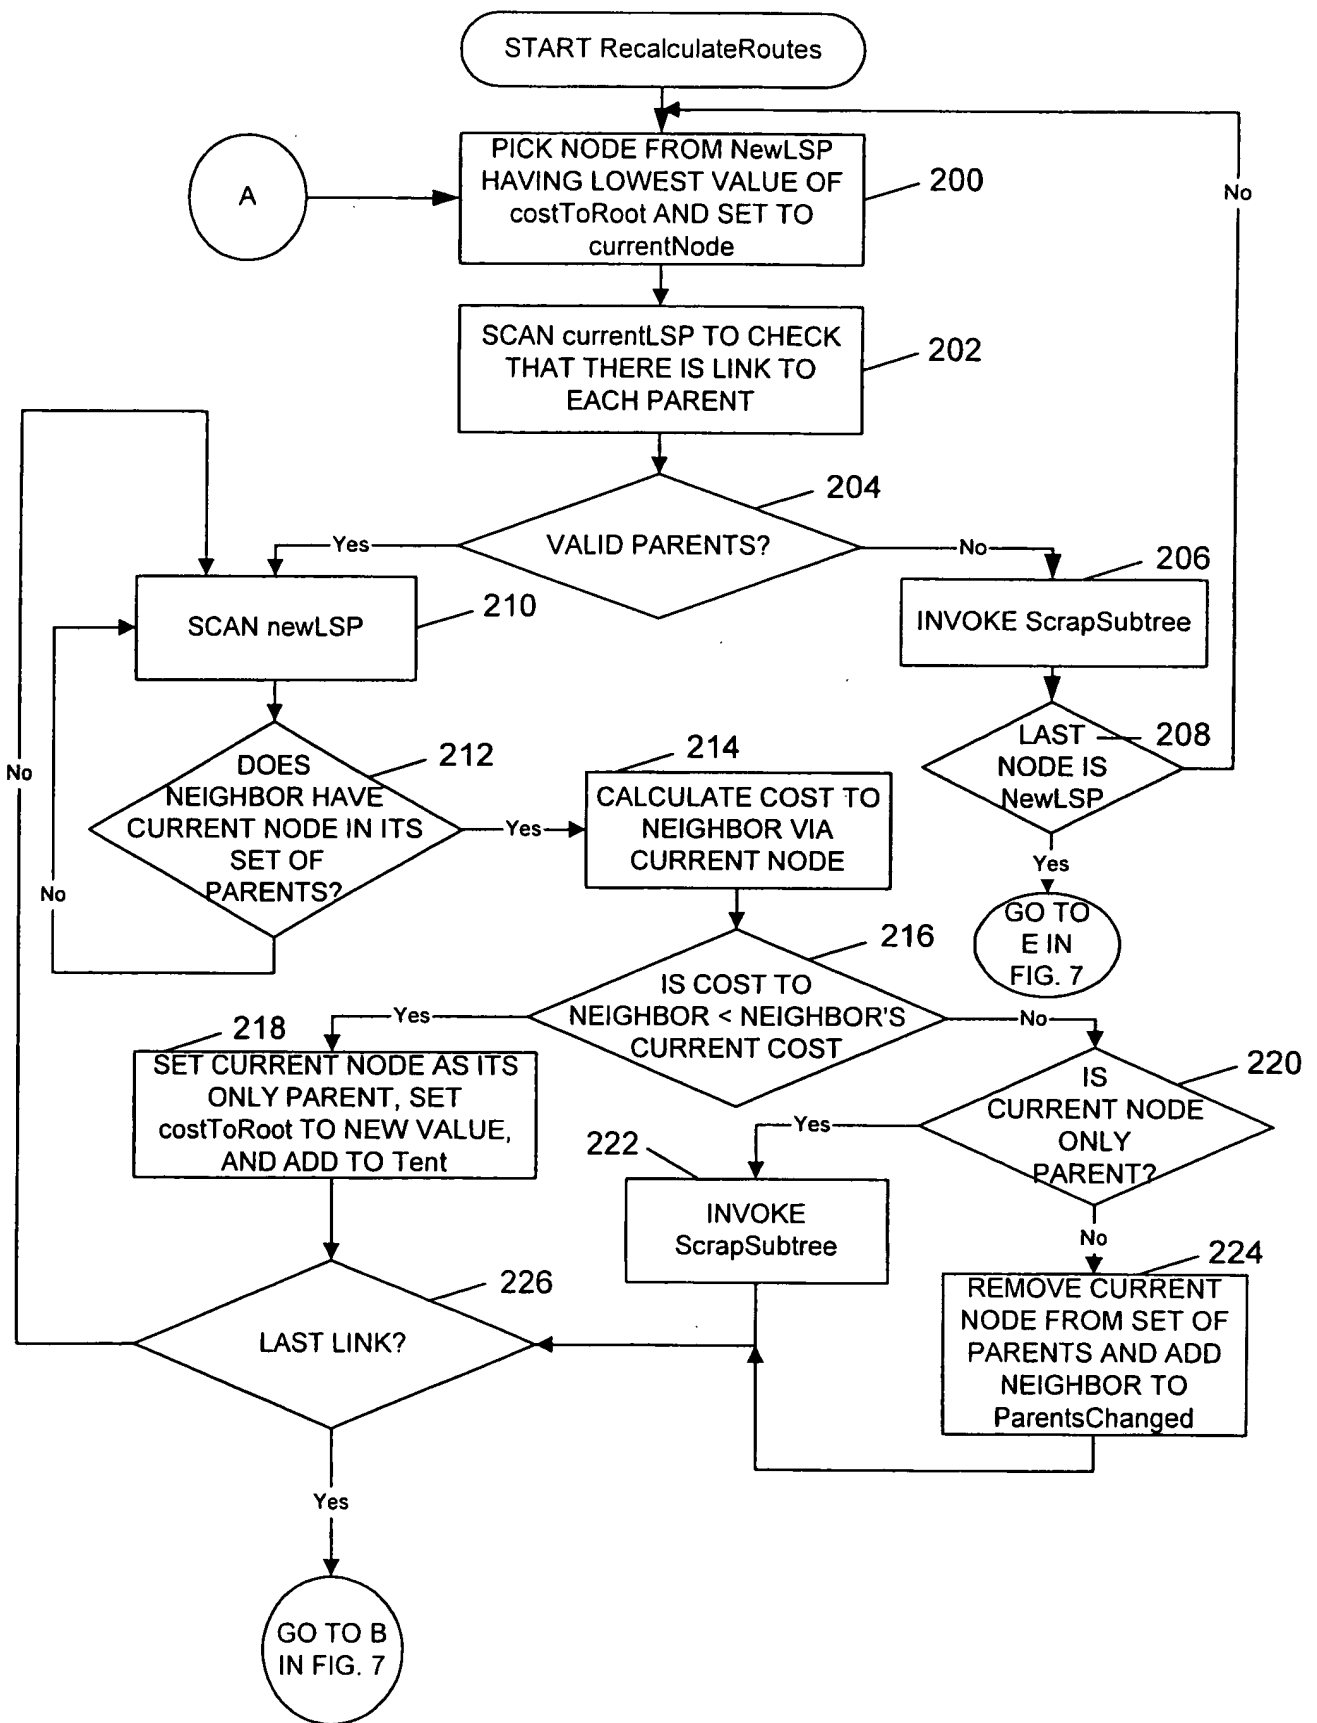 START RecalculateRoutes
A
PICK NODE FROM NewLSP
HAVING LOWEST VALUE OF
costToRoot AND SET TO
currentNode
200
No
SCAN currentLSP TO CHECK
THAT THERE IS LINK TO
EACH PARENT
202
VALID PARENTS?
204
Yes
No
206
INVOKE ScrapSubtree
SCAN newLSP
210
LAST
NODE IS
NewLSP
208
Yes
GO TO
E IN
FIG. 7
DOES
NEIGHBOR HAVE
CURRENT NODE IN ITS
SET OF
PARENTS?
212
No
No
Yes
214
CALCULATE COST TO
NEIGHBOR VIA
CURRENT NODE
216
IS COST TO
NEIGHBOR < NEIGHBOR'S
CURRENT COST
Yes
No
218
SET CURRENT NODE AS ITS
ONLY PARENT, SET
costToRoot TO NEW VALUE,
AND ADD TO Tent
220
IS
CURRENT NODE
ONLY
PARENT?
Yes
No
222
INVOKE
ScrapSubtree
224
REMOVE CURRENT
NODE FROM SET OF
PARENTS AND ADD
NEIGHBOR TO
ParentsChanged
226
LAST LINK?
Yes
GO TO B
IN FIG. 7